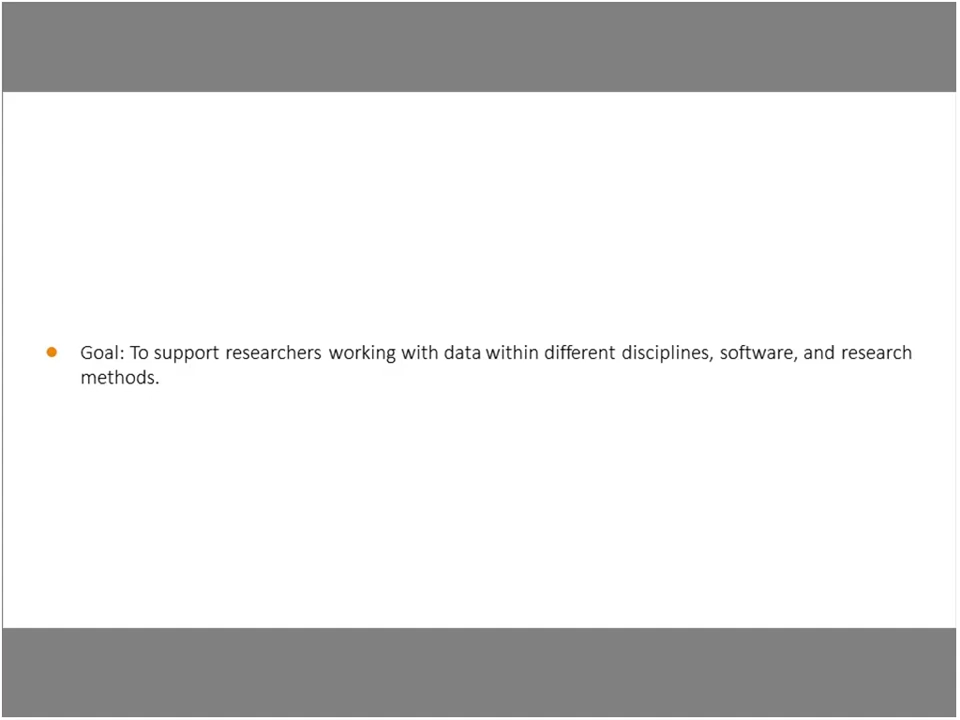 Goal: To support researchers working with data within different disciplines, software, and research
methods.